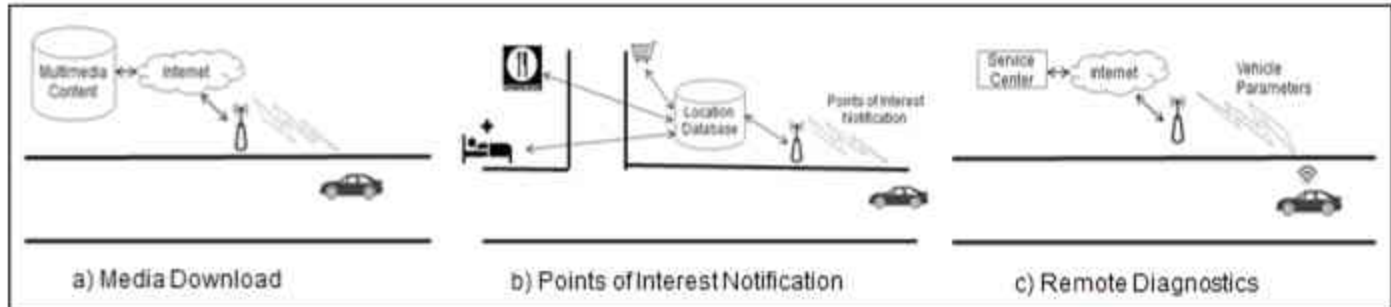 Multimedia
Content
Internet
a) Media Download
Location
Database
Points of Interest
Notification
b) Points of Interest Notification
Service
Center
Internet
Vehicle
Parameters
c) Remote Diagnostics